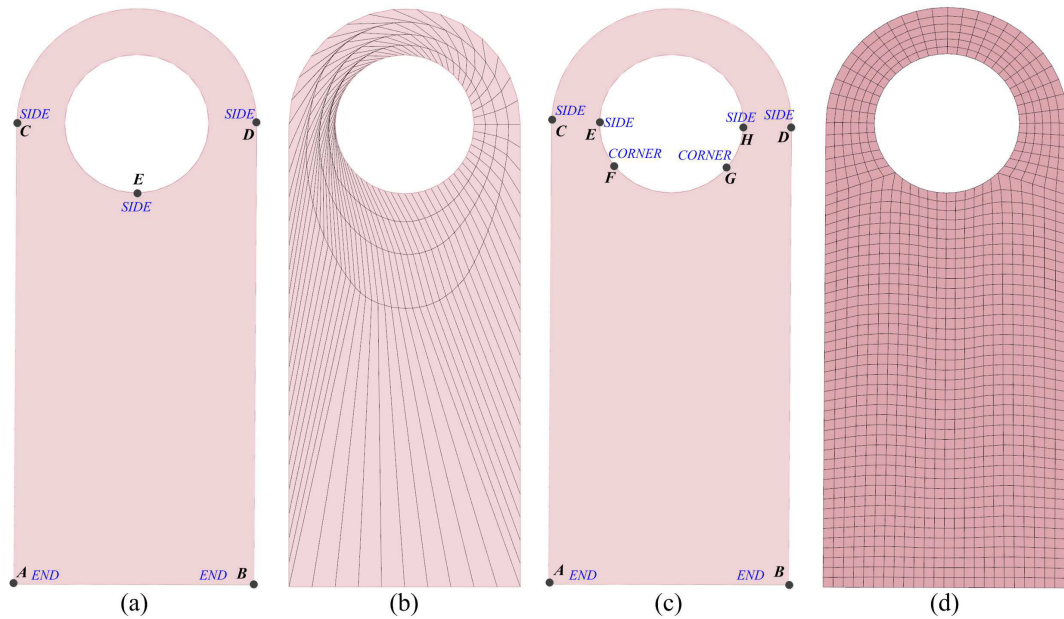 SIDE
C
SIDE
D
E
SIDE
A
END
END
B
(a)
(b)
SIDE
C
E
SIDE
SIDE
H
SIDE
D
CORNER
F
CORNER
G
A
END
END
B
(c)
(d)